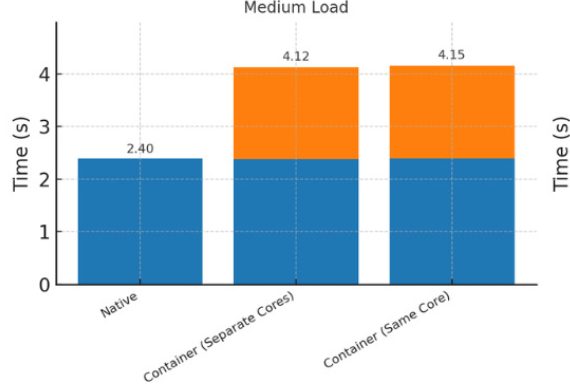 Medium Load
Time (s)
4
3
2
1
0
2.40
4.12
4.15
Native
Container (Separate Cores)
Container (Same Core)
Time (s)